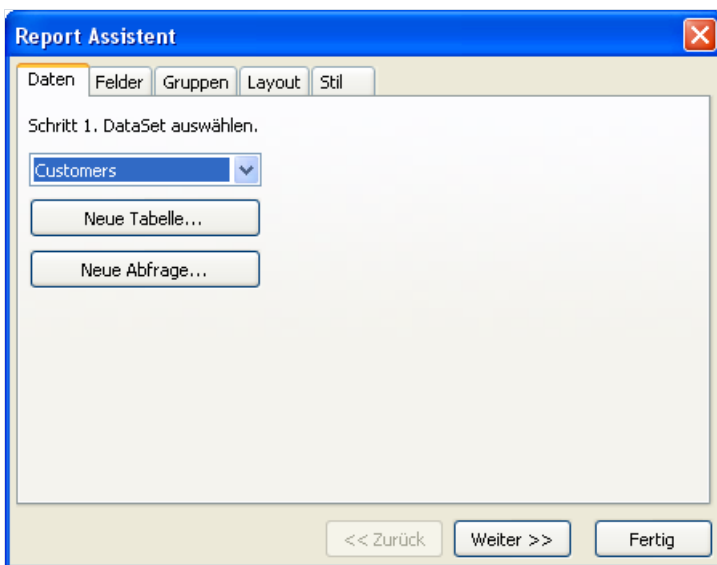 Report Assistent
Daten Felder Gruppen Layout Stil
Schritt 1. DataSet auswählen.
Customers
Neue Tabelle...
Neue Abfrage...
<< Zurück Weiter >> Fertig